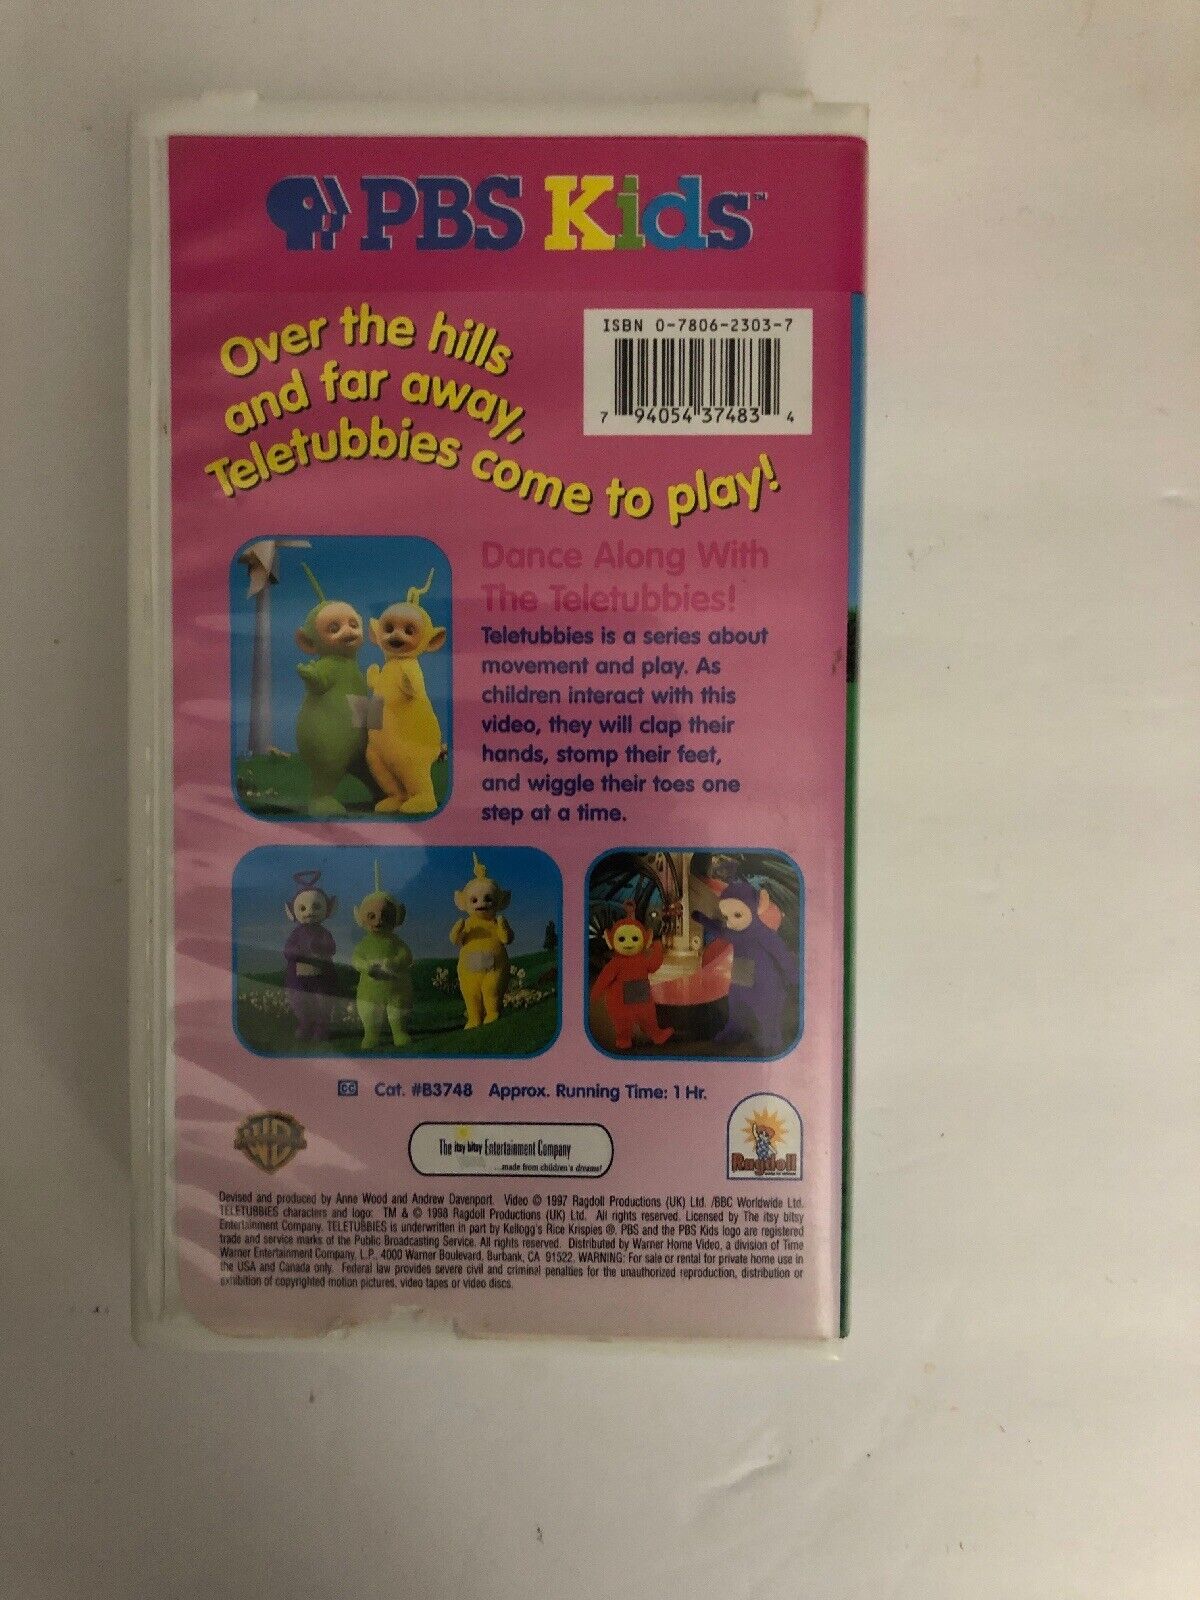 PBS Kids™
Over the hills
and far away,
Teletubbies come to play!
ISBN 0-7806-2303-7
7 94054 37483 4
Dance Along With
The Teletubbies!
Teletubbies is a series about
movement and play. As
children interact with this
video, they will clap their
hands, stomp their feet,
and wiggle their toes one
step at a time.
CC Cat. #B3748 Approx. Running Time: 1 Hr.
WB
The itsy bitsy Entertainment Company
...made from children's dreams!
Ragdoll
Devised and produced by Anne Wood and Andrew Davenport. Video © 1997 Ragdoll Productions (UK) Ltd. /BBC Worldwide Ltd.
TELETUBBIES characters and logo: TM & © 1998 Ragdoll Productions (UK) Ltd. All rights reserved. Licensed by The itsy bitsy
Entertainment Company. TELETUBBIES is underwritten in part by Kellogg's Rice Krispies ®. PBS and the PBS Kids logo are registered
trade and service marks of the Public Broadcasting Service. All rights reserved. Distributed by Warner Home Video, a division of Time
Warner Entertainment Company, L.P. 4000 Warner Boulevard, Burbank, CA 91522. WARNING: For sale or rental for private home use in
the USA and Canada only. Federal law provides severe civil and criminal penalties for the unauthorized reproduction, distribution or
exhibition of copyrighted motion pictures, video tapes or video discs.